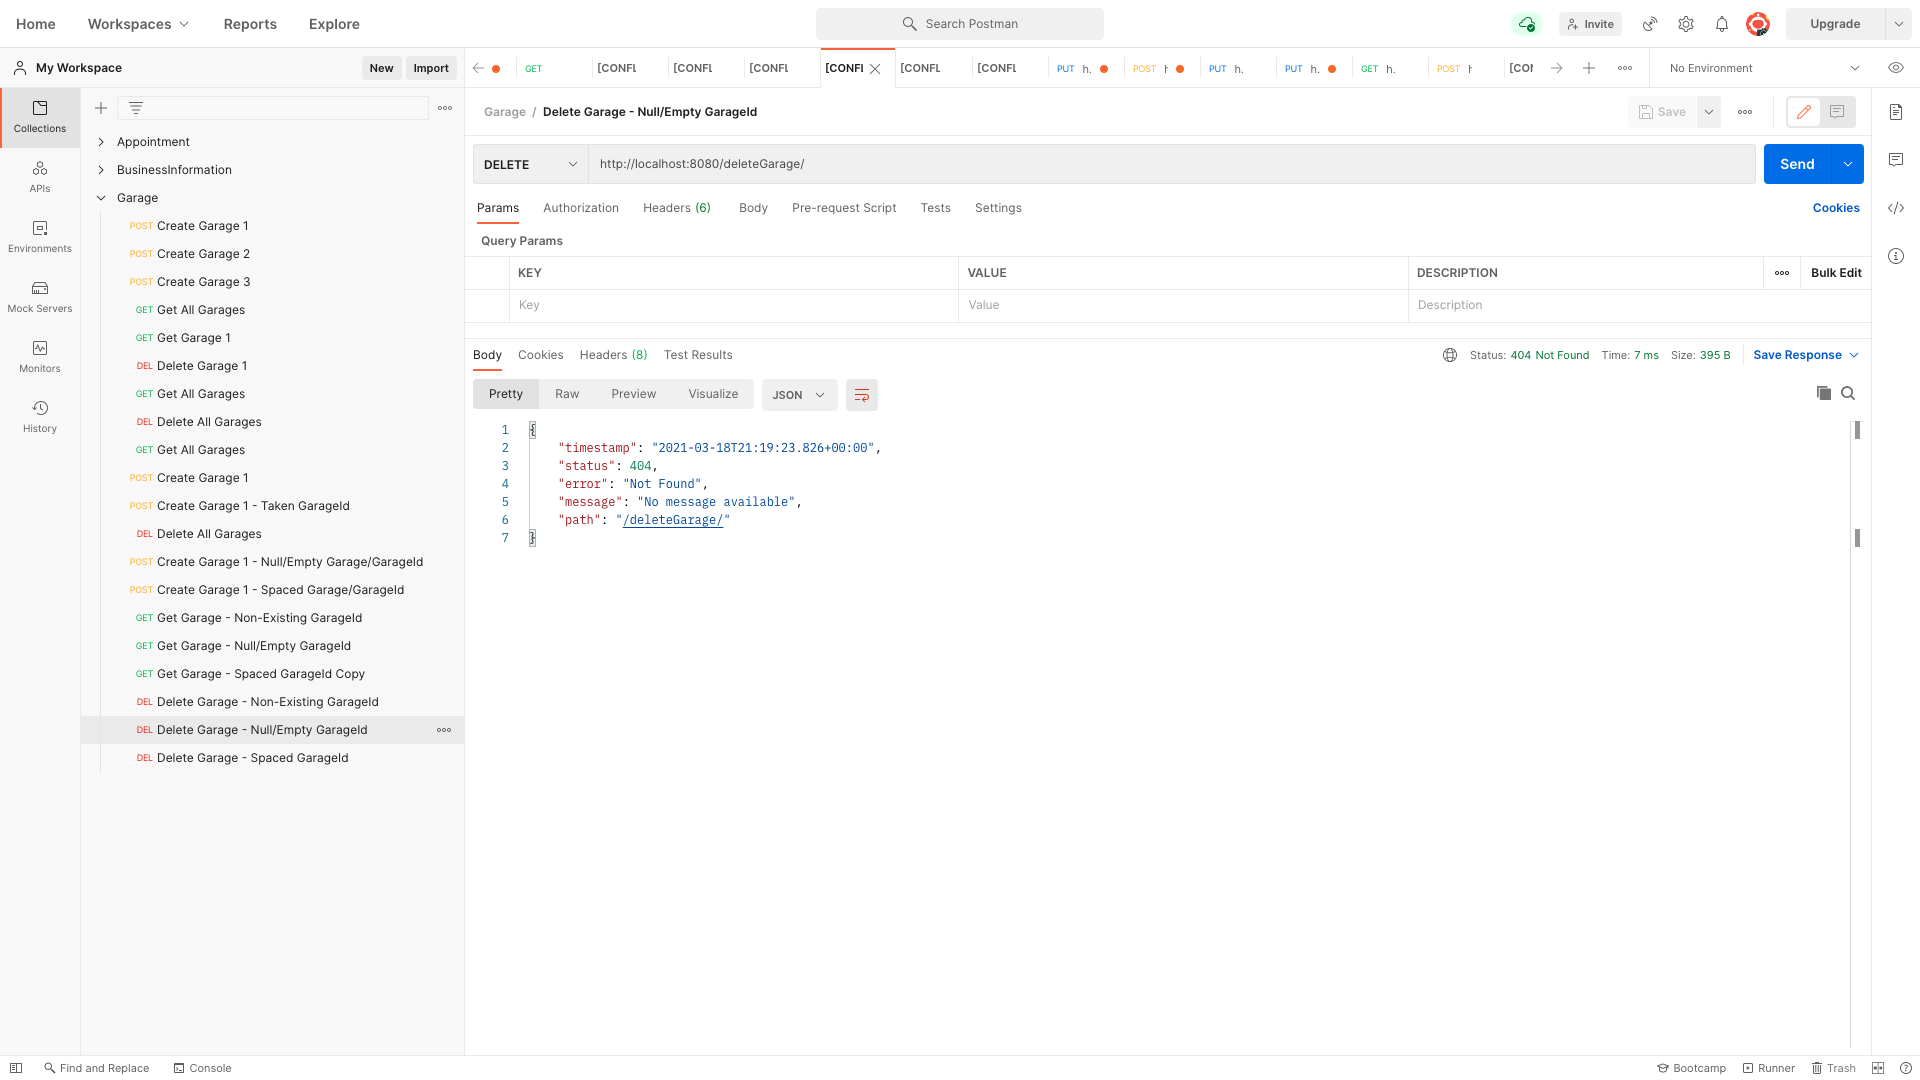 Home Workspaces Reports Explore Search Postman Invite Upgrade
My Workspace New Import GET [CONFL [CONFL [CONFL [CONFI [CONFL [CONFL PUT h. POST PUT h. PUT h. GET h. POST [CON No Environment
Garage / Delete Garage - Null/Empty GarageId Save
DELETE http://localhost:8080/deleteGarage/ Send
Params Authorization Headers (6) Body Pre-request Script Tests Settings Cookies
Query Params
KEY VALUE DESCRIPTION Bulk Edit
Key Value Description
Body Cookies Headers (8) Test Results Status: 404 Not Found Time: 7 ms Size: 395 B Save Response
Pretty Raw Preview Visualize JSON
1 {
2 "timestamp": "2021-03-18T21:19:23.826+00:00",
3 "status": 404,
4 "error": "Not Found",
5 "message": "No message available",
6 "path": "/deleteGarage/"
7 }
Collections
APIs
Environments
Mock Servers
Monitors
History
Appointment
BusinessInformation
Garage
POST Create Garage 1
POST Create Garage 2
POST Create Garage 3
GET Get All Garages
GET Get Garage 1
DEL Delete Garage 1
GET Get All Garages
DEL Delete All Garages
GET Get All Garages
POST Create Garage 1
POST Create Garage 1 - Taken GarageId
DEL Delete All Garages
POST Create Garage 1 - Null/Empty Garage/GarageId
POST Create Garage 1 - Spaced Garage/GarageId
GET Get Garage - Non-Existing GarageId
GET Get Garage - Null/Empty GarageId
GET Get Garage - Spaced GarageId Copy
DEL Delete Garage - Non-Existing GarageId
DEL Delete Garage - Null/Empty GarageId
DEL Delete Garage - Spaced GarageId
Find and Replace Console Bootcamp Runner Trash